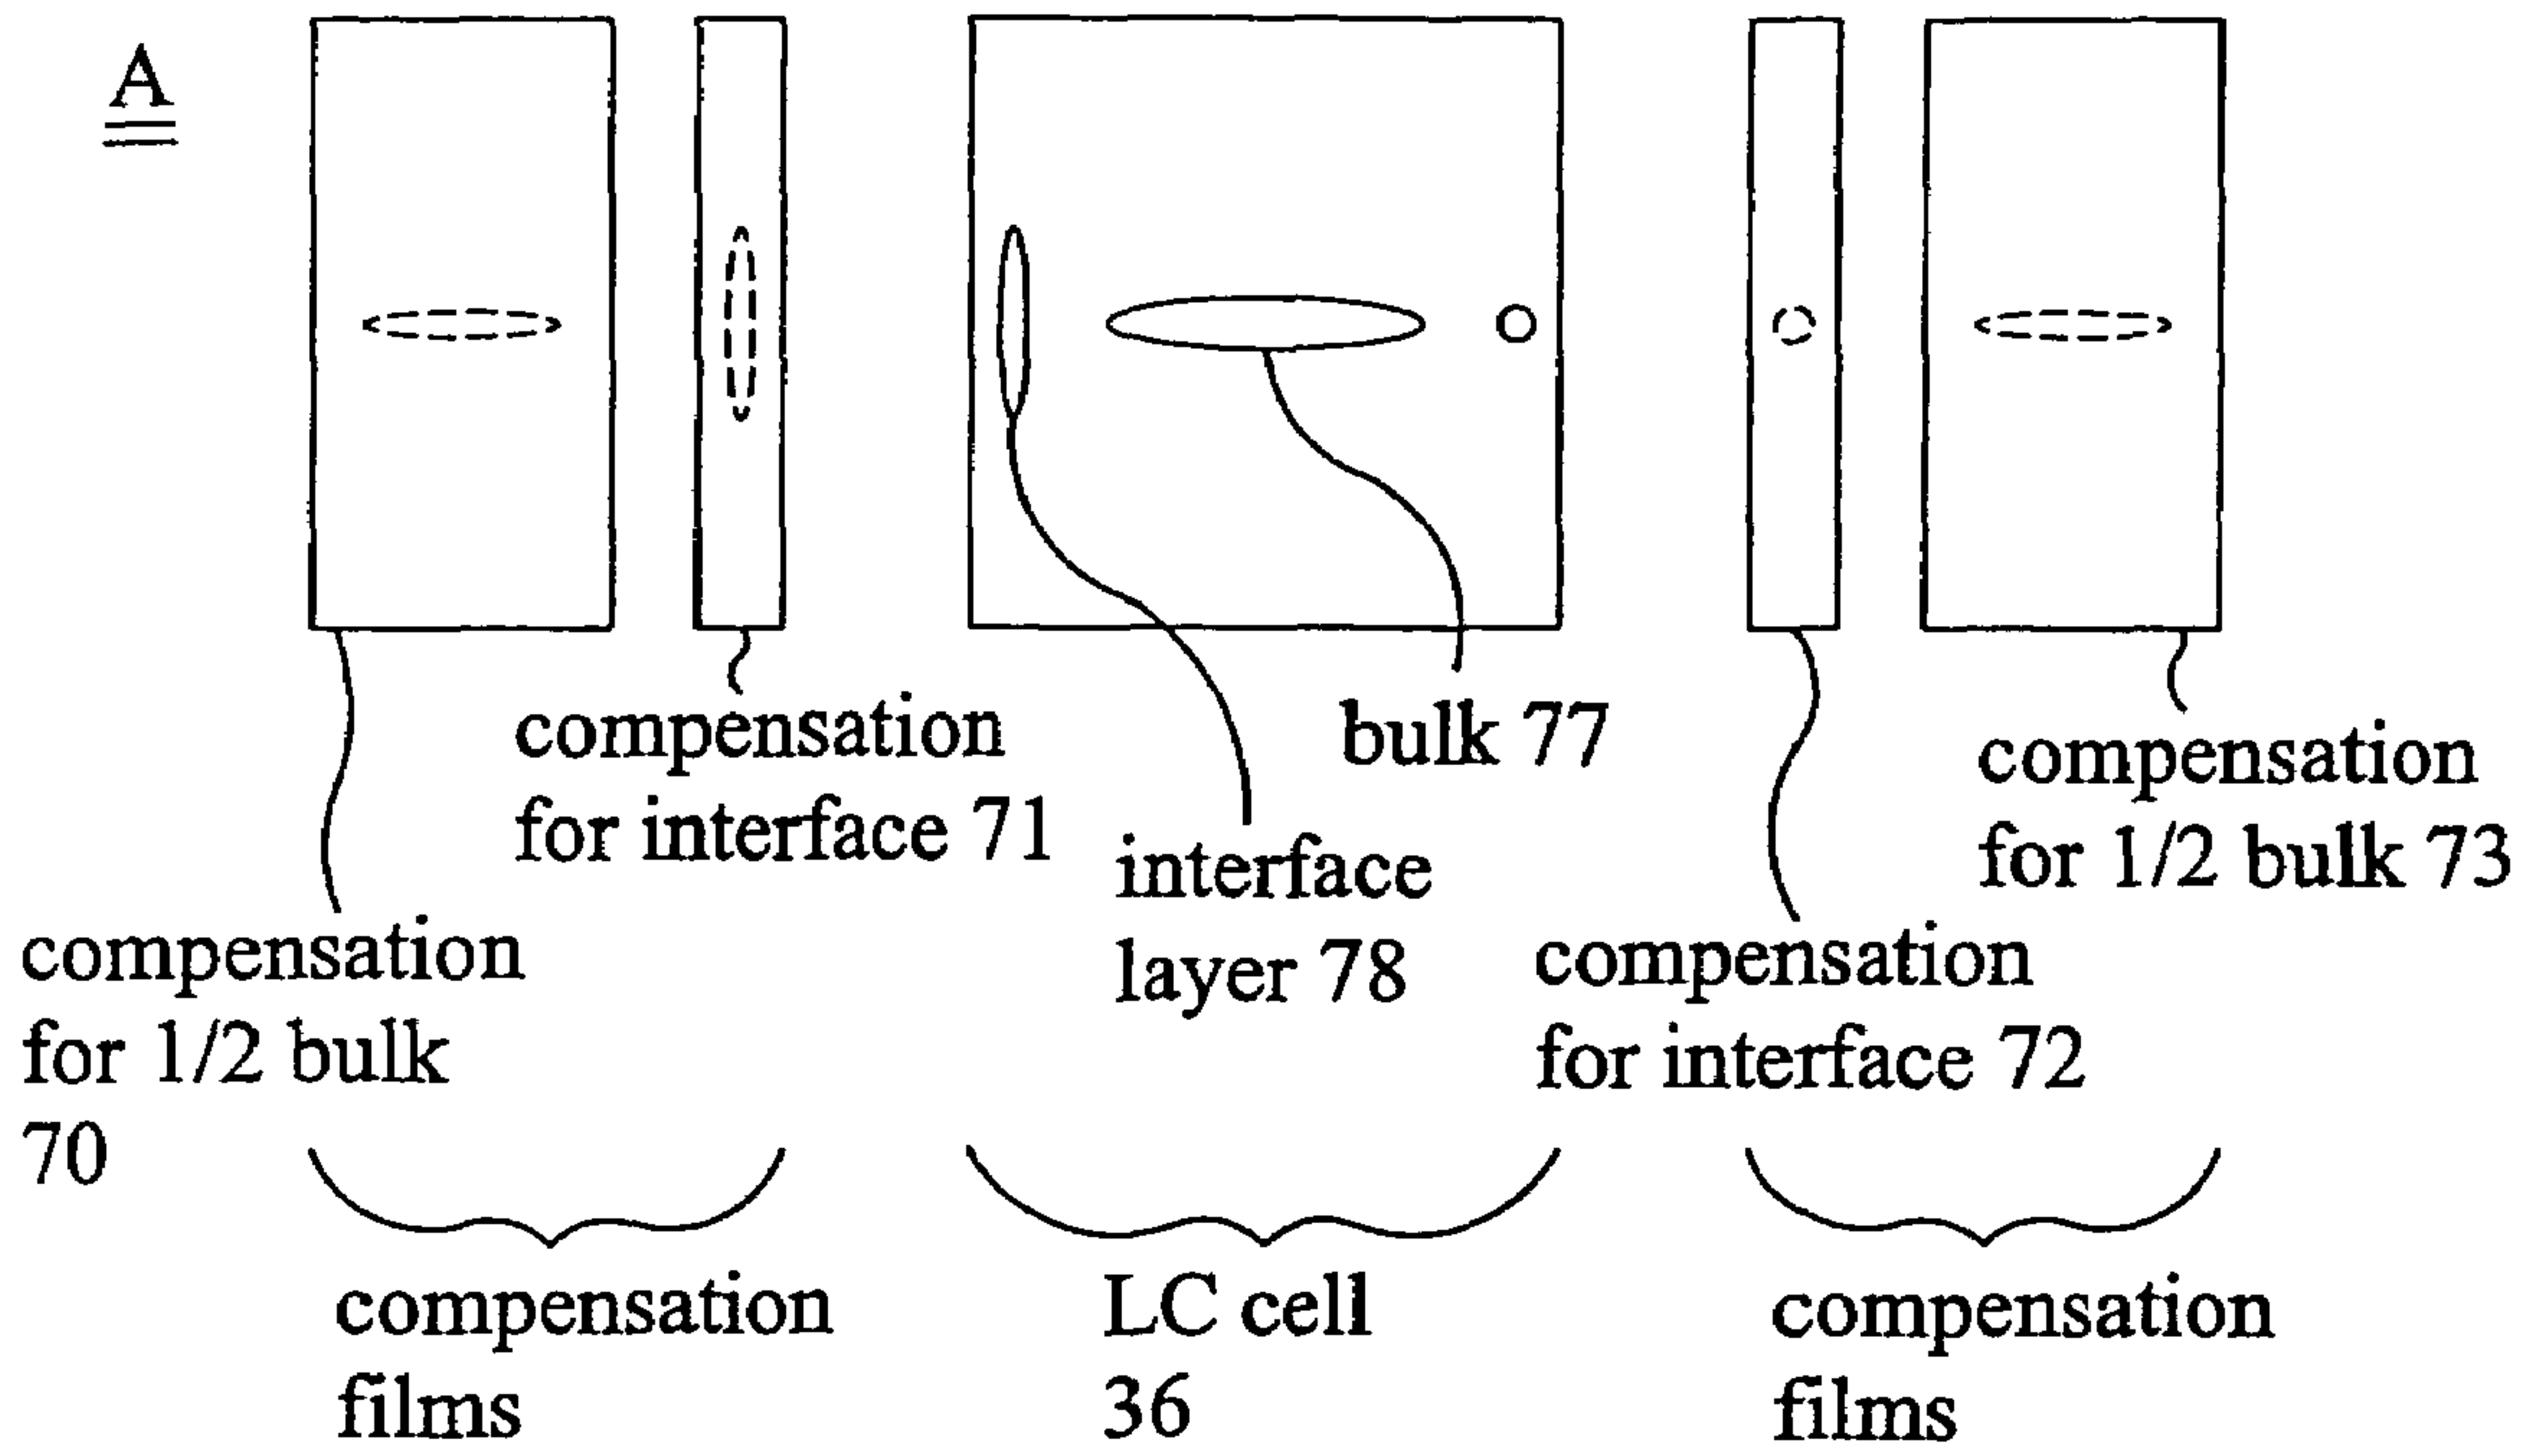 A
compensation
for interface 71
bulk 77
compensation
for 1/2 bulk 73
interface
layer 78
compensation
for 1/2 bulk
70
compensation
for interface 72
compensation
films
LC cell
36
compensation
films